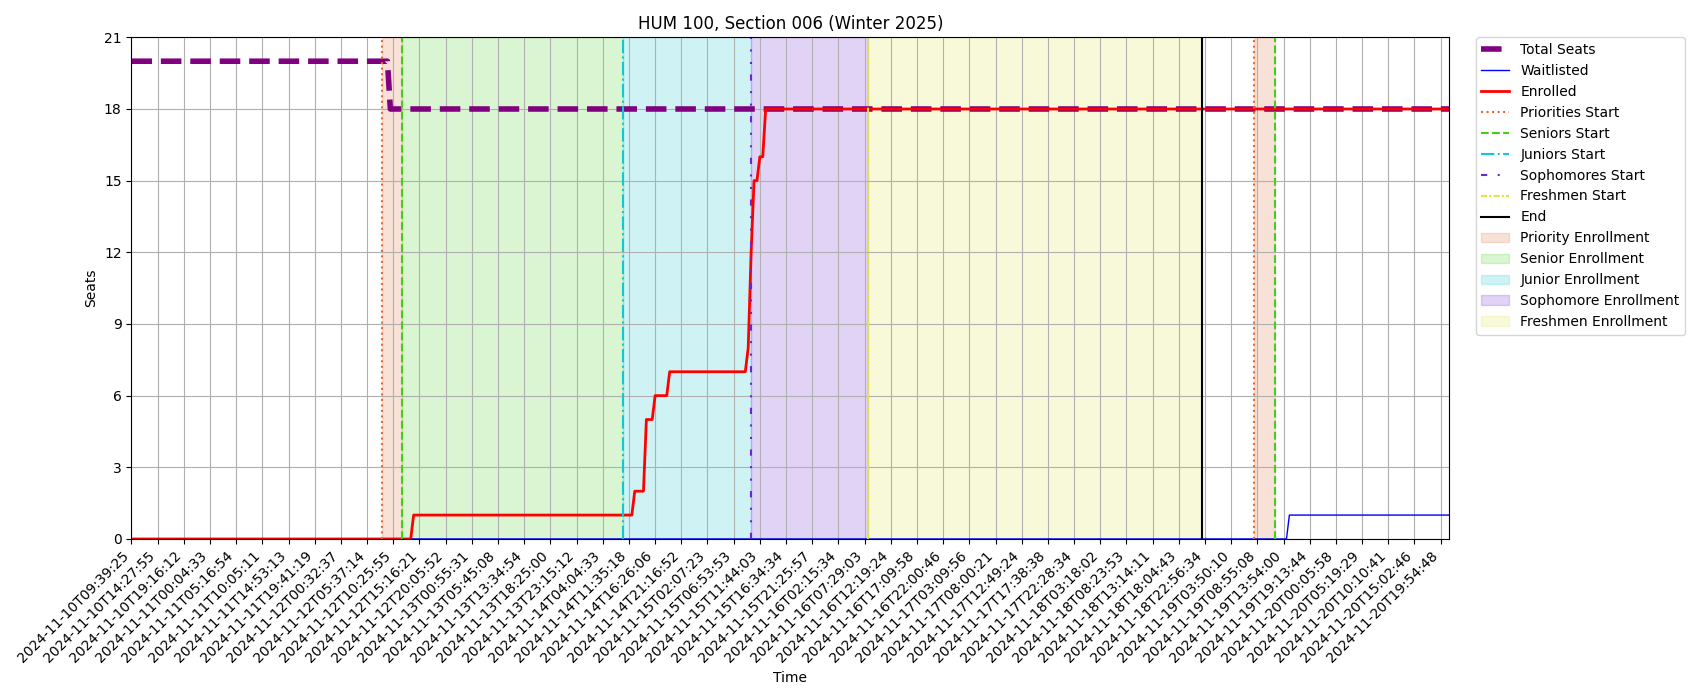 HUM 100, Section 006 (Winter 2025)
21
18
15
12
9
6
3
0
Seats
2024-11-10T09:39:25
2024-11-10T14:27:55
2024-11-10T19:16:12
2024-11-11T00:04:33
2024-11-11T05:16:54
2024-11-11T10:05:11
2024-11-11T14:53:13
2024-11-11T19:41:19
2024-11-12T00:32:37
2024-11-12T05:37:14
2024-11-12T10:25:55
2024-11-12T15:16:21
2024-11-12T20:05:52
2024-11-13T00:55:31
2024-11-13T05:45:08
2024-11-13T13:34:54
2024-11-13T18:25:00
2024-11-13T23:15:12
2024-11-14T04:04:33
2024-11-14T11:35:18
2024-11-14T16:26:06
2024-11-14T21:16:52
2024-11-15T02:07:23
2024-11-15T06:53:53
2024-11-15T11:44:03
2024-11-15T16:34:34
2024-11-15T21:25:57
2024-11-16T02:15:34
2024-11-16T07:29:03
2024-11-16T12:19:24
2024-11-16T17:09:58
2024-11-16T22:00:46
2024-11-17T03:09:56
2024-11-17T08:00:21
2024-11-17T12:49:24
2024-11-17T17:38:38
2024-11-17T22:28:34
2024-11-18T03:18:02
2024-11-18T08:23:53
2024-11-18T13:14:11
2024-11-18T18:04:43
2024-11-18T22:56:34
2024-11-19T03:50:10
2024-11-19T08:55:08
2024-11-19T13:54:00
2024-11-19T19:13:44
2024-11-20T00:05:58
2024-11-20T05:19:29
2024-11-20T10:10:41
2024-11-20T15:02:46
2024-11-20T19:54:48
Time
Total Seats
Waitlisted
Enrolled
Priorities Start
Seniors Start
Juniors Start
Sophomores Start
Freshmen Start
End
Priority Enrollment
Senior Enrollment
Junior Enrollment
Sophomore Enrollment
Freshmen Enrollment